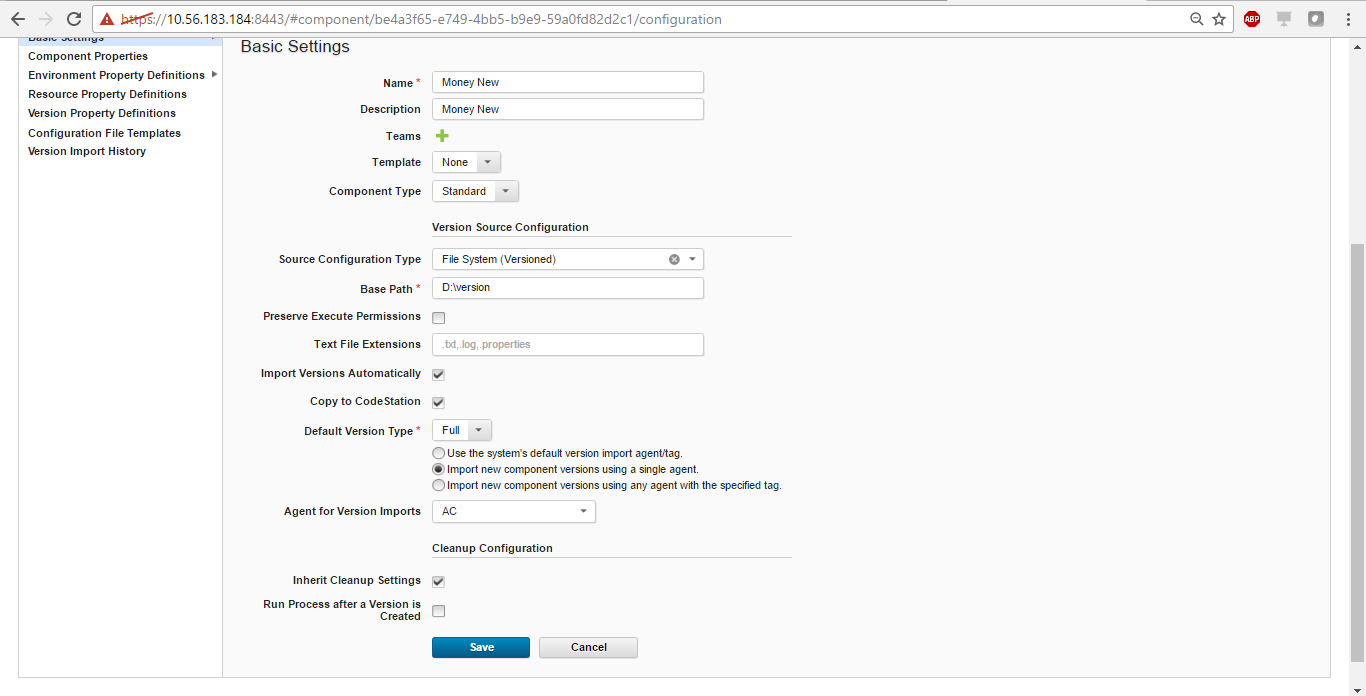 https://10.56.183.184:8443/#component/be4a3f65-e749-4bb5-b9e9-59a0fd82d2c1/configuration
ABP
Basic Settings
Component Properties
Environment Property Definitions
Resource Property Definitions
Version Property Definitions
Configuration File Templates
Version Import History
Basic Settings
Name * Money New
Description Money New
Teams
Template None
Component Type Standard
Version Source Configuration
Source Configuration Type File System (Versioned)
Base Path * D:\version
Preserve Execute Permissions
Text File Extensions .txt,.log,.properties
Import Versions Automatically
Copy to CodeStation
Default Version Type * Full
Use the system's default version import agent/tag.
Import new component versions using a single agent.
Import new component versions using any agent with the specified tag.
Agent for Version Imports AC
Cleanup Configuration
Inherit Cleanup Settings
Run Process after a Version is
Created
Save Cancel